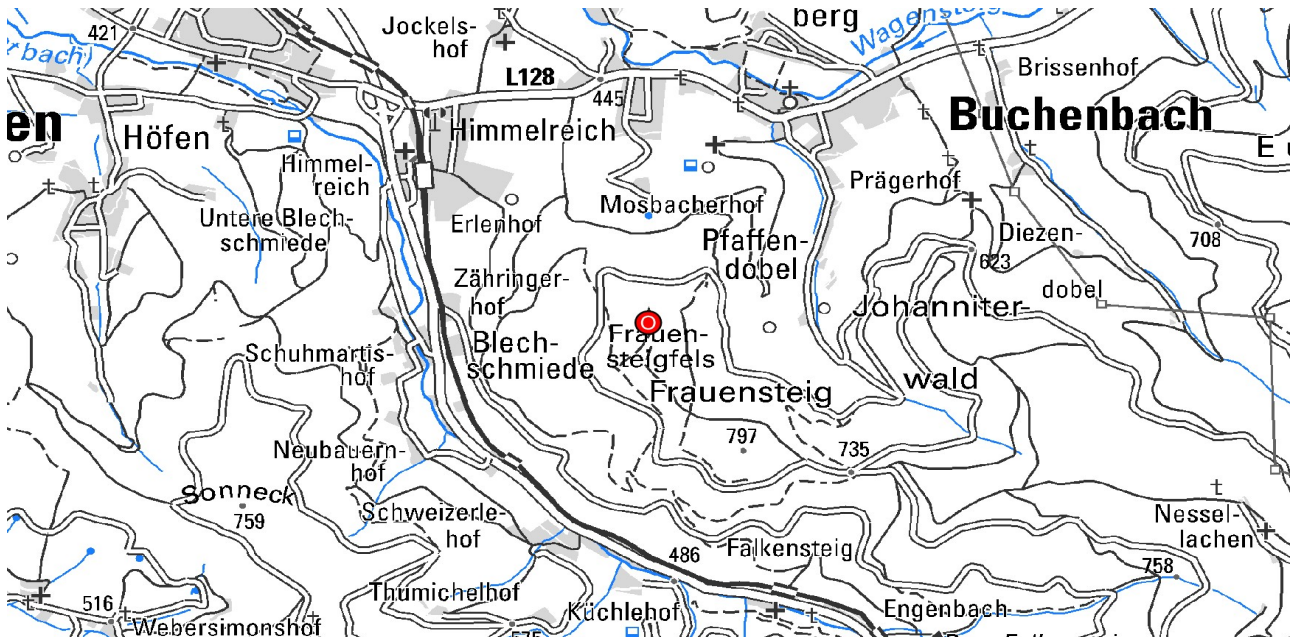 Jockels-
hof
berg
Wagensteig
421
rbach)
L128
445
Brissenhof
en
Höfen
Himmelreich
Buchenbach
Himmel-
reich
Prägerhof
Untere Blech-
schmiede
Erlenhof
Mosbacherhof
Pfaffen-
dobel
Diezen-
dobel
708
623
Zähringer-
hof
Johanniter-
wald
Frauen-
steigfels
Blech-
schmiede
Schuhmartis-
hof
Frauensteig
797
735
Neubauern-
hof
Sonneck
759
Schweizerle-
hof
Nessel-
lachen
486
Falkensteig
758
Thumichelhof
516
Küchlehof
Engenbach
Webersimonshof
575